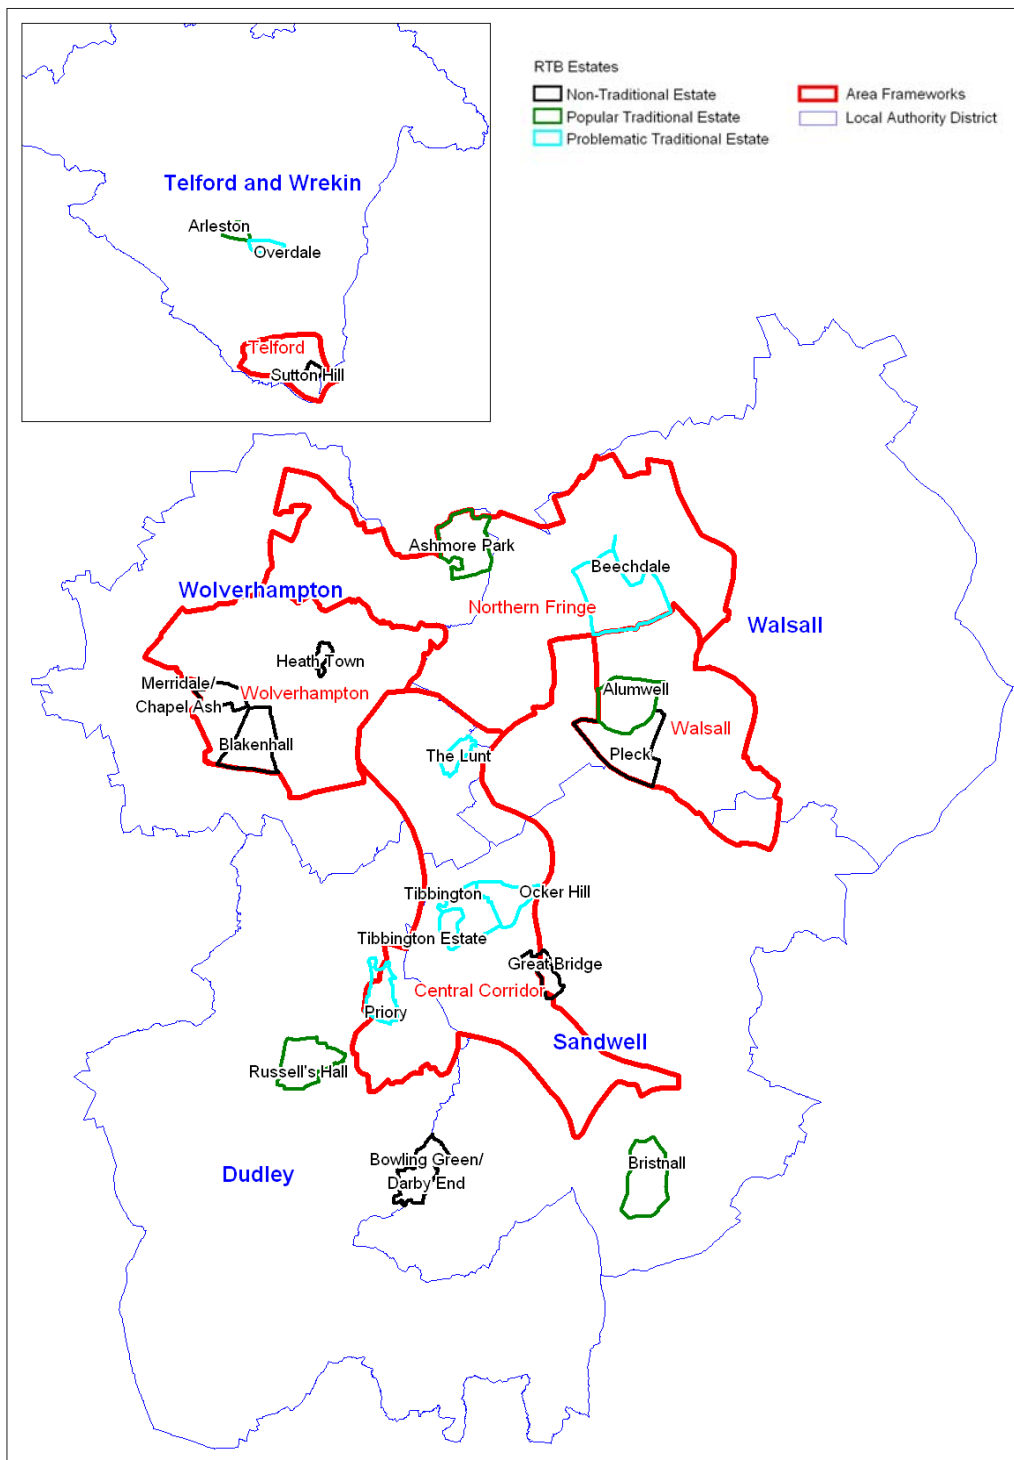 RTB Estates
Non-Traditional Estate
Popular Traditional Estate
Problematic Traditional Estate
Area Frameworks
Local Authority District
Telford and Wrekin
Arleston
Overdale
Telford
Sutton Hill
Ashmore Park
Beechdale
Wolverhampton
Northern Fringe
Walsall
Heath Town
Merridale/
Chapel Ash
Wolverhampton
Alumwell
Walsall
Blakenhall
The Lunt
Pleck
Tibbington
Ocker Hill
Tibbington Estate
Great Bridge
Central Corridor
Priory
Sandwell
Russell's Hall
Bowling Green/
Darby End
Bristnall
Dudley